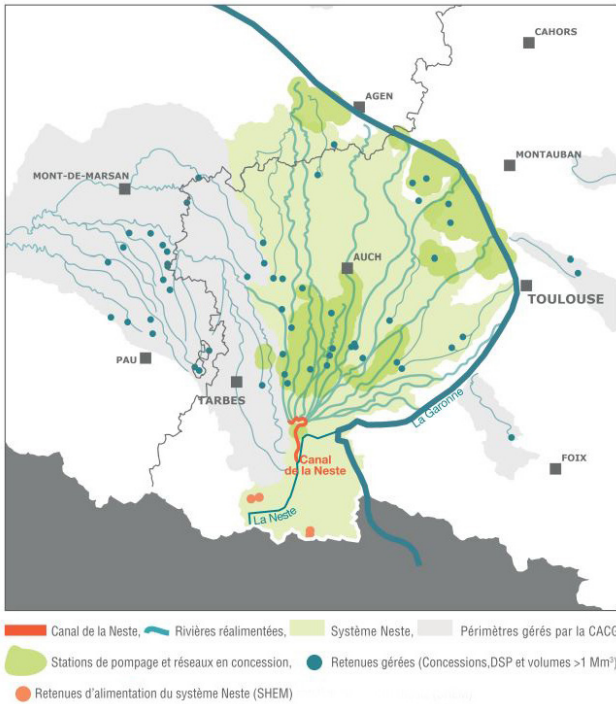 CAHORS
AGEN
MONTAUBAN
MONT-DE-MARSAN
AUCH
TOULOUSE
PAU
TARBES
La Garonne
Canal
de la Neste
FOIX
La Neste
Canal de la Neste, Rivières réalimentées, Système Neste, Périmètres gérés par la CACG
Stations de pompage et réseaux en concession, Retenues gérées (Concessions,DSP et volumes >1 Mm³)
Retenues d'alimentation du système Neste (SHEM)